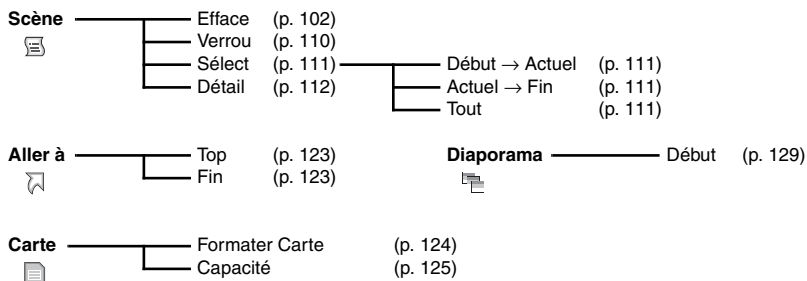 Scène Efface (p. 102)
Verrou (p. 110)
Sélect (p. 111) Début → Actuel (p. 111)
Détail (p. 112) Actuel → Fin (p. 111)
Tout (p. 111)
Aller à Top (p. 123) Diaporama Début (p. 129)
Fin (p. 123)
Carte Formater Carte (p. 124)
Capacité (p. 125)